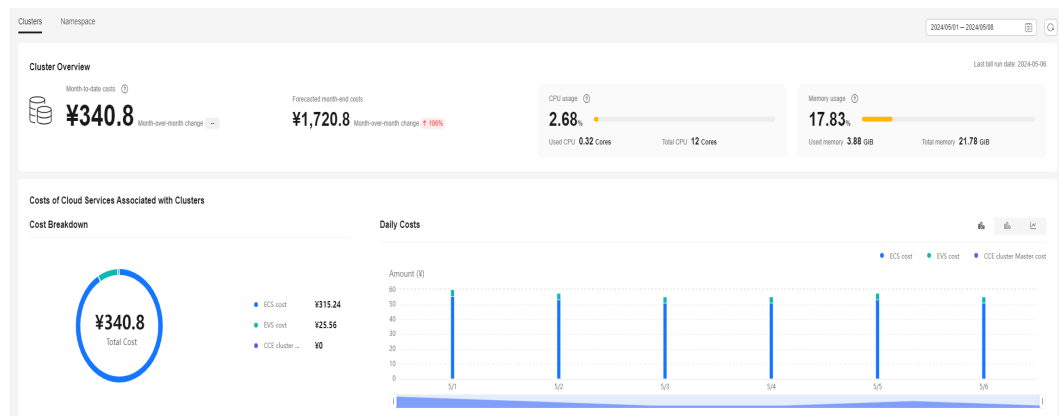 Clusters Namespace
2024/05/01 – 2024/05/08
Cluster Overview
Last bill run date: 2024-05-06
Month-to-date costs
¥340.8 Month-over-month change --
Forecasted month-end costs
¥1,720.8 Month-over-month change ↑ 106%
CPU usage
2.68%
Used CPU 0.32 Cores Total CPU 12 Cores
Memory usage
17.83%
Used memory 3.88 GiB Total memory 21.78 GiB
Costs of Cloud Services Associated with Clusters
Cost Breakdown
¥340.8
Total Cost
ECS cost ¥315.24
EVS cost ¥25.56
CCE cluster ... ¥0
Daily Costs
ECS cost EVS cost CCE cluster Master cost
Amount (¥)
60
50
40
30
20
10
0
5/1 5/2 5/3 5/4 5/5 5/6